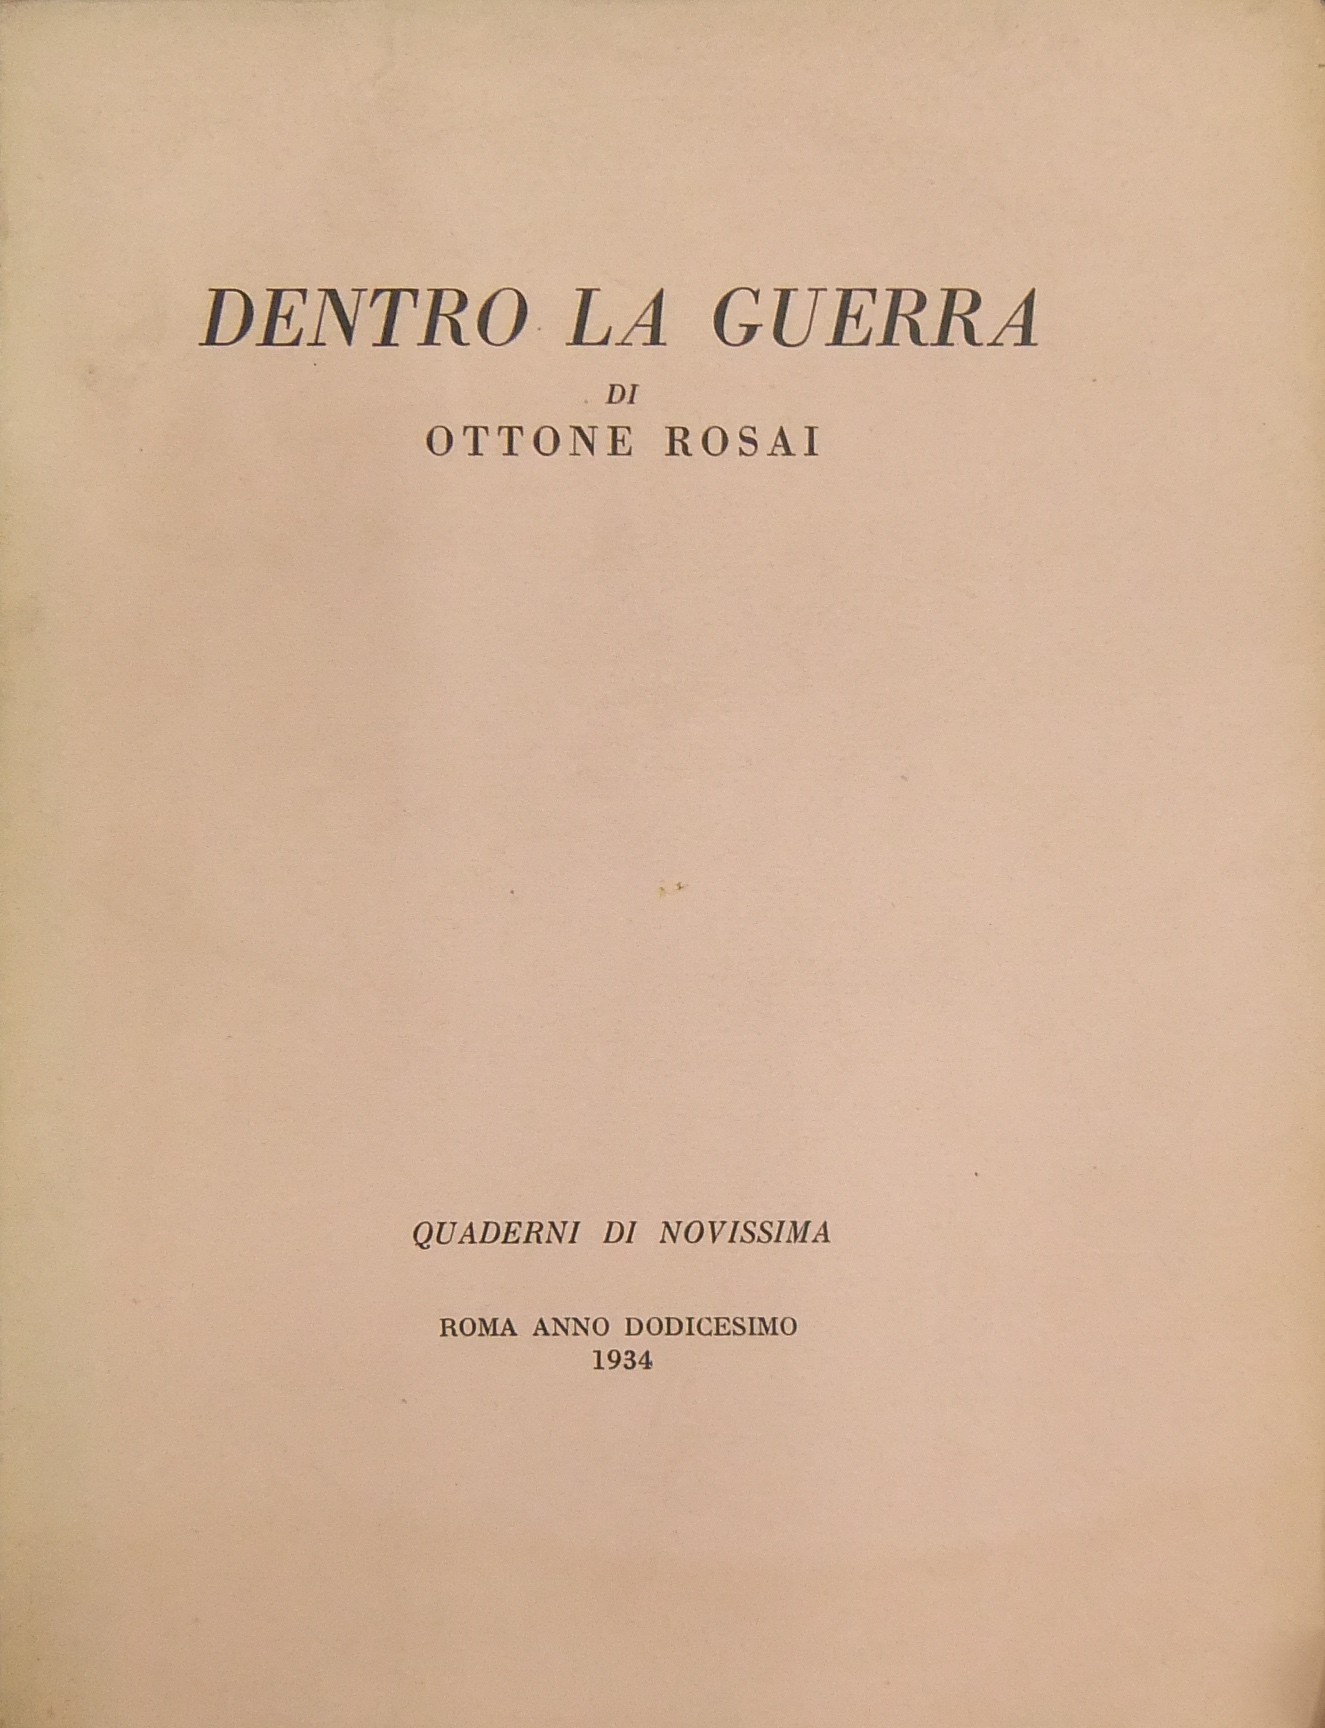 DENTRO LA GUERRA
DI
OTTONE ROSAI
QUADERNI DI NOVISSIMA
ROMA ANNO DODICESIMO
1934